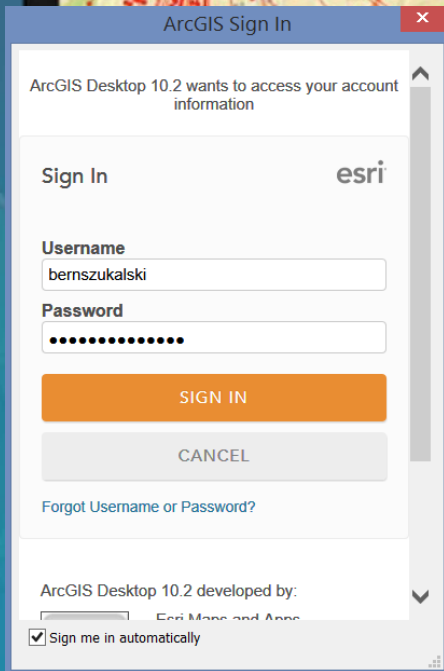 ArcGIS Sign In
ArcGIS Desktop 10.2 wants to access your account
information
Sign In
esri
Username
bernszukalski
Password
••••••••••••••
SIGN IN
CANCEL
Forgot Username or Password?
ArcGIS Desktop 10.2 developed by:
Esri Maps and Apps
Sign me in automatically